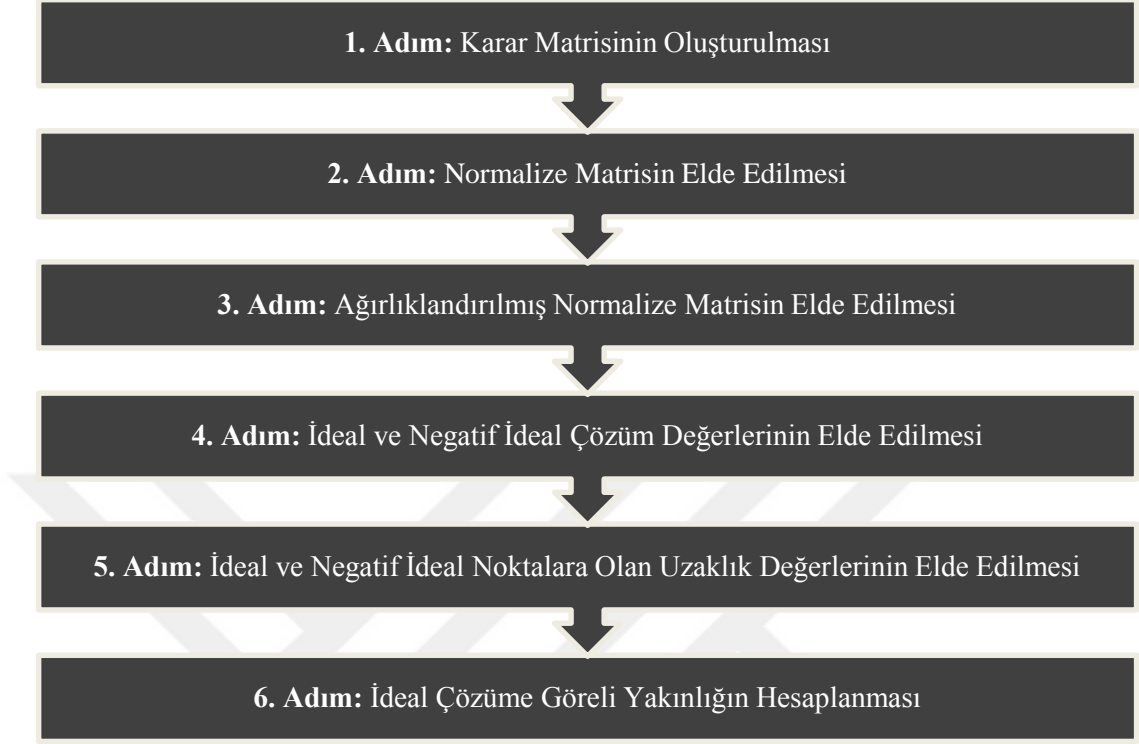 1. Adım: Karar Matrisinin Oluşturulması
2. Adım: Normalize Matrisin Elde Edilmesi
3. Adım: Ağırlıklandırılmış Normalize Matrisin Elde Edilmesi
4. Adım: İdeal ve Negatif İdeal Çözüm Değerlerinin Elde Edilmesi
5. Adım: İdeal ve Negatif İdeal Noktalara Olan Uzaklık Değerlerinin Elde Edilmesi
6. Adım: İdeal Çözüme Göreli Yakınlığın Hesaplanması